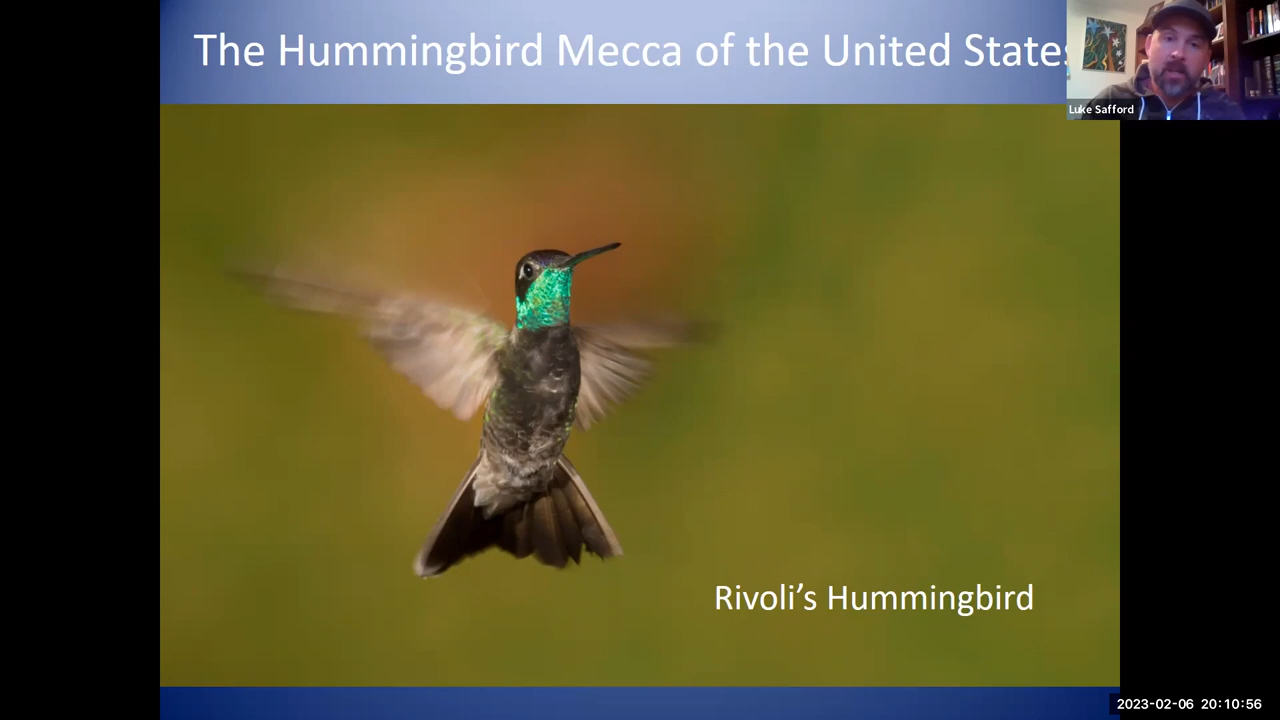 The Hummingbird Mecca of the United States
Luke Safford
Rivoli’s Hummingbird
2023-02-06 20:10:56